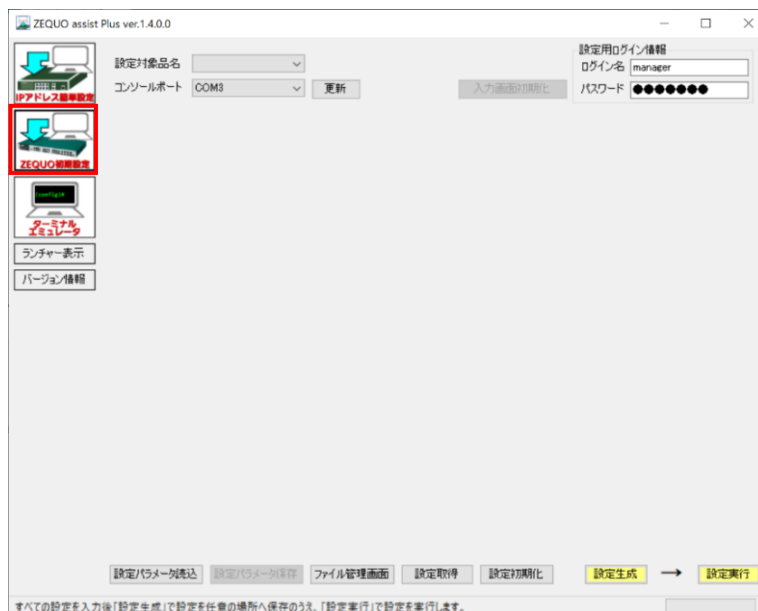 ZEQUO assist Plus ver.1.4.0.0
設定用ログイン情報
設定対象品名
ログイン名 manager
コンソールポート COM3 更新 入力画面初期化 パスワード ●●●●●●●
IPアドレス簡単設定
ZEQUO初期設定
Config1#
ターミナル
エミュレータ
ランチャー表示
バージョン情報
設定パラメータ読込 設定パラメータ保存 ファイル管理画面 設定取得 設定初期化 設定生成 → 設定実行
すべての設定を入力後「設定生成」で設定を任意の場所へ保存のうえ、「設定実行」で設定を実行します。